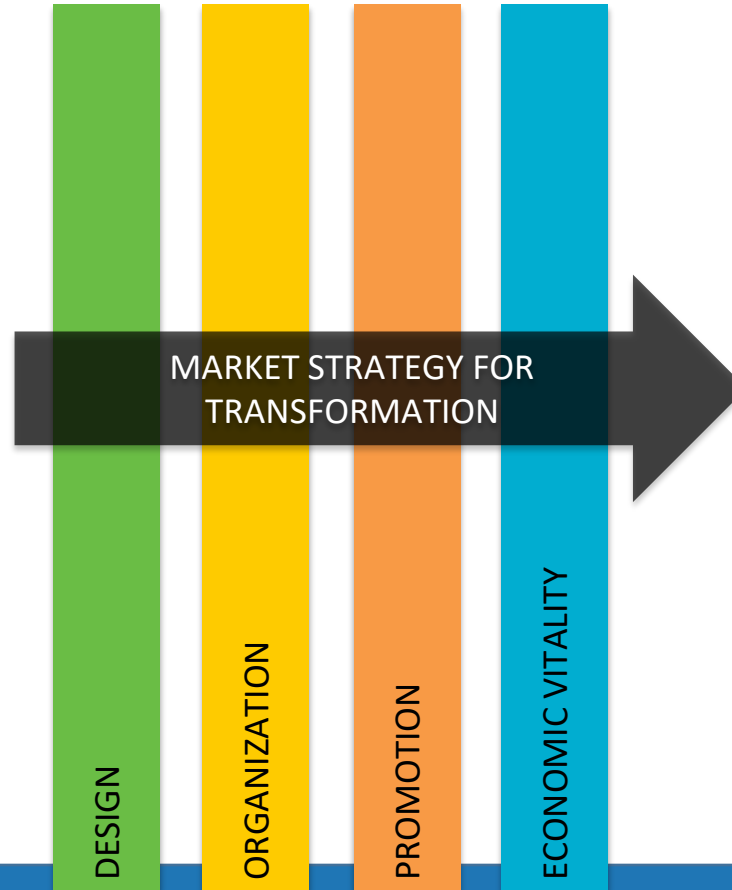 MARKET STRATEGY FOR
TRANSFORMATION
DESIGN
ORGANIZATION
PROMOTION
ECONOMIC VITALITY